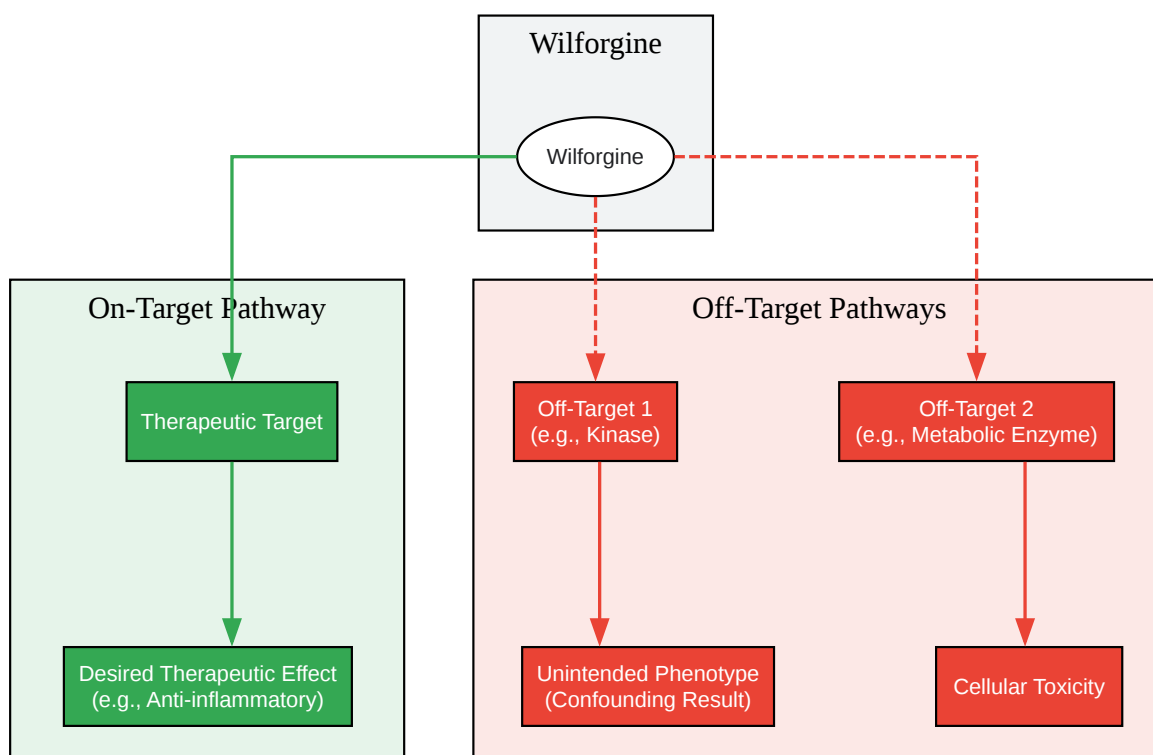 Wilforgine
Wilforgine
On-Target Pathway
Off-Target Pathways
Therapeutic Target
Off-Target 1
(e.g., Kinase)
Off-Target 2
(e.g., Metabolic Enzyme)
Desired Therapeutic Effect
(e.g., Anti-inflammatory)
Unintended Phenotype
(Confounding Result)
Cellular Toxicity